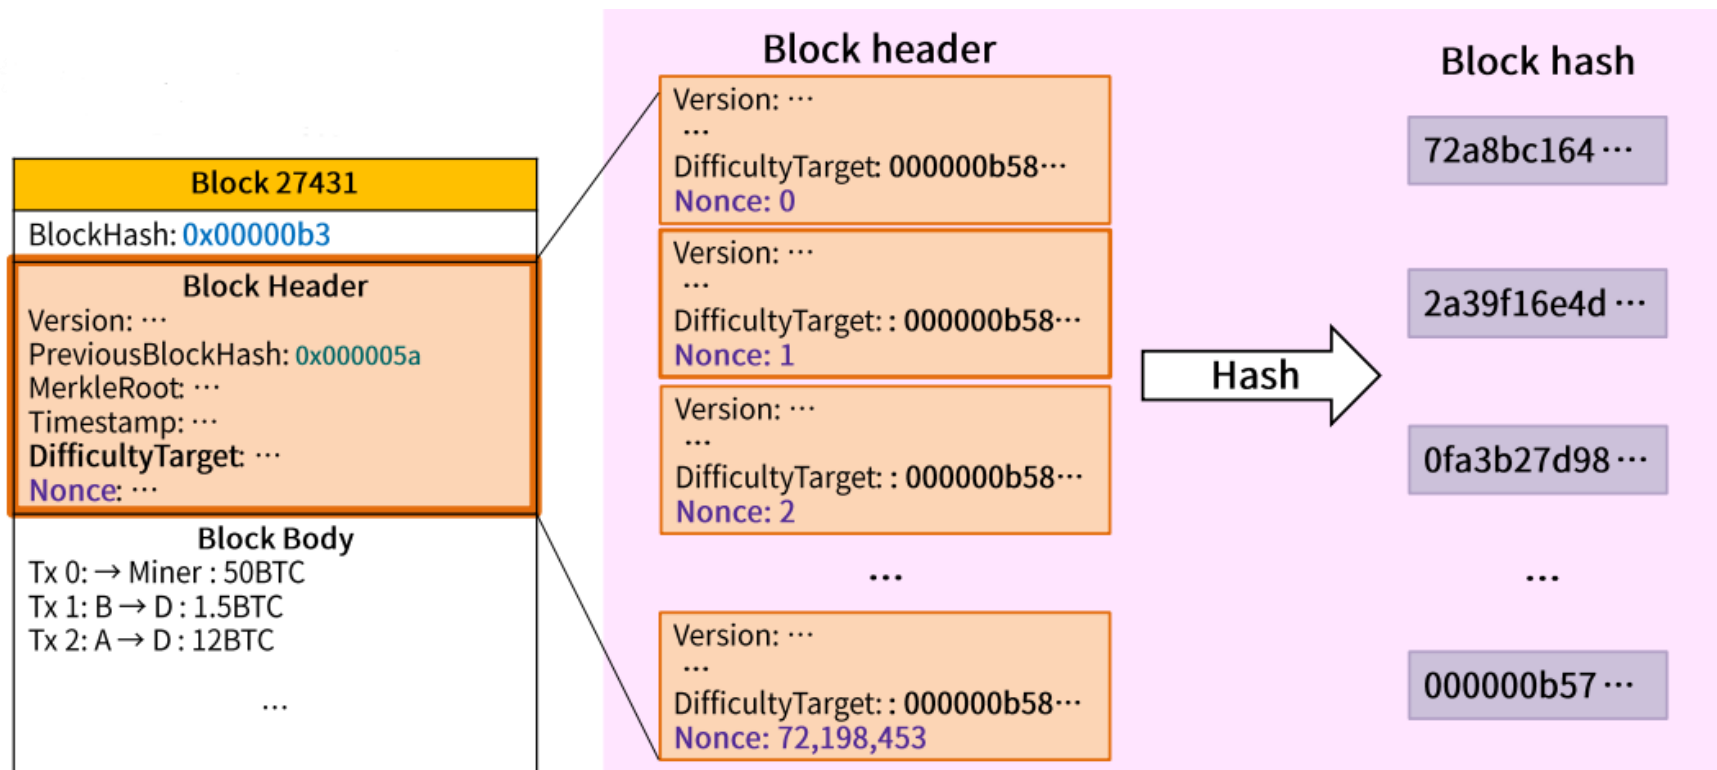 Block 27431
BlockHash: 0x00000b3
Block Header
Version: ⋯
PreviousBlockHash: 0x000005a
MerkleRoot: ⋯
Timestamp: ⋯
DifficultyTarget: ⋯
Nonce: ⋯
Block Body
Tx 0: → Miner : 50BTC
Tx 1: B → D : 1.5BTC
Tx 2: A → D : 12BTC
⋯
Block header
Version: ⋯
⋯
DifficultyTarget: 000000b58⋯
Nonce: 0
Version: ⋯
⋯
DifficultyTarget: : 000000b58⋯
Nonce: 1
Version: ⋯
⋯
DifficultyTarget: : 000000b58⋯
Nonce: 2
⋯
Version: ⋯
⋯
DifficultyTarget: : 000000b58⋯
Nonce: 72,198,453
Hash
Block hash
72a8bc164 ⋯
2a39f16e4d ⋯
0fa3b27d98 ⋯
⋯
000000b57 ⋯